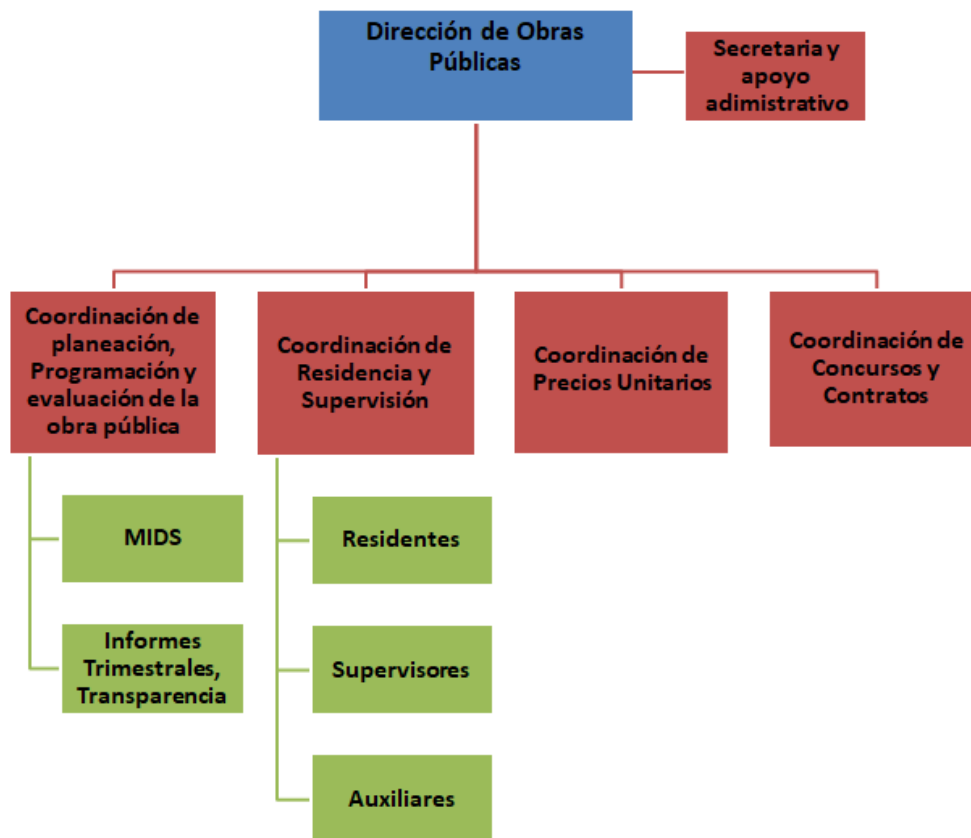 Dirección de Obras
Públicas
Secretaria y
apoyo
adimistrativo
Coordinación de
planeación,
Programación y
evaluación de la
obra pública
Coordinación de
Residencia y
Supervisión
Coordinación de
Precios Unitarios
Coordinación de
Concursos y
Contratos
MIDS
Informes
Trimestrales,
Transparencia
Residentes
Supervisores
Auxiliares